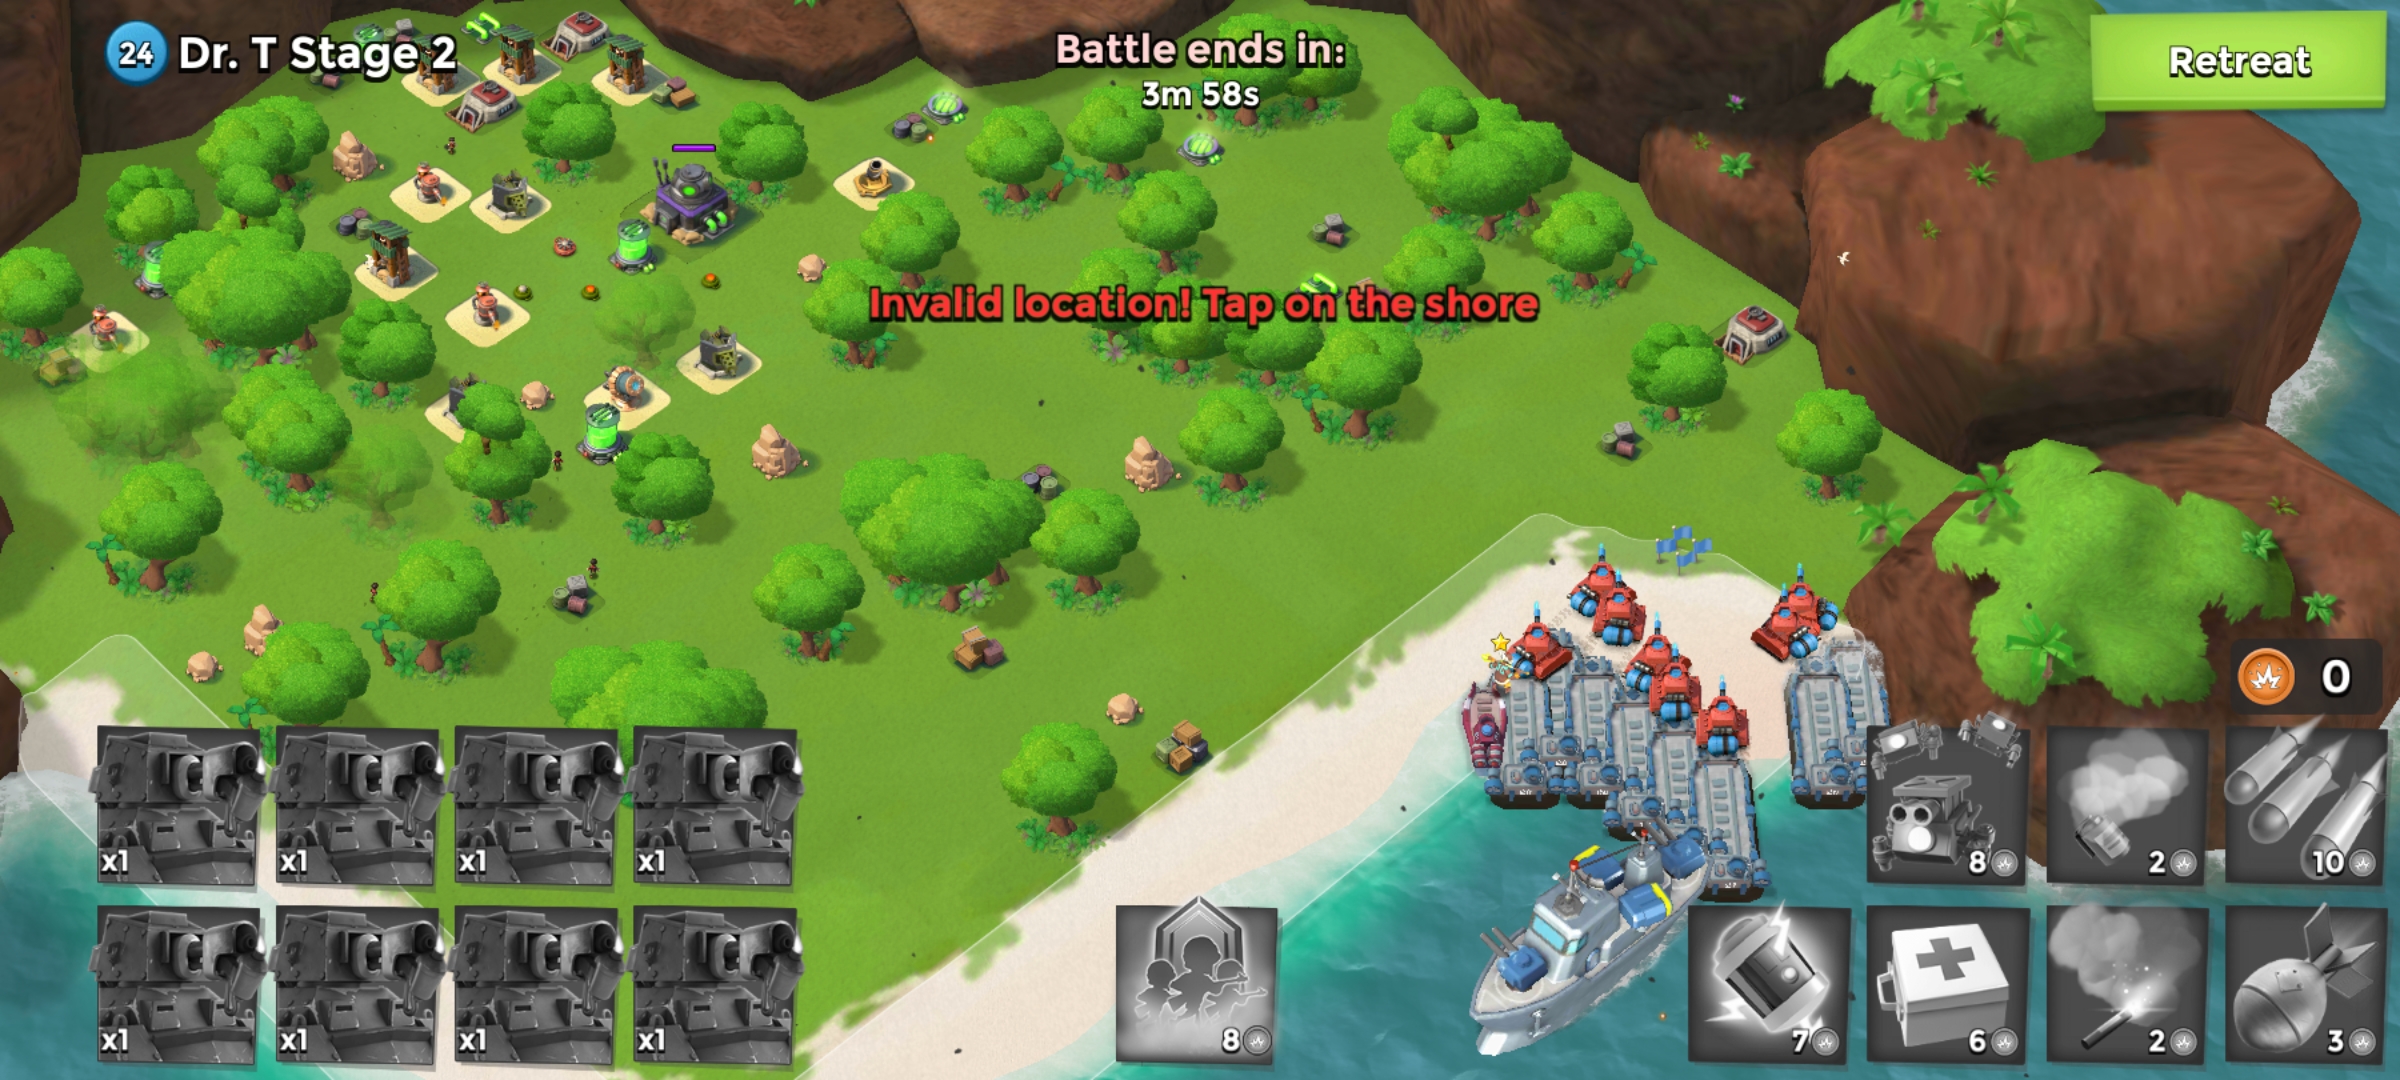 24 Dr. T Stage 2
Battle ends in:
3m 58s
Retreat
Invalid location! Tap on the shore
0
x1 x1 x1 x1
8 2 10
x1 x1 x1 x1
8 7 6 2 3